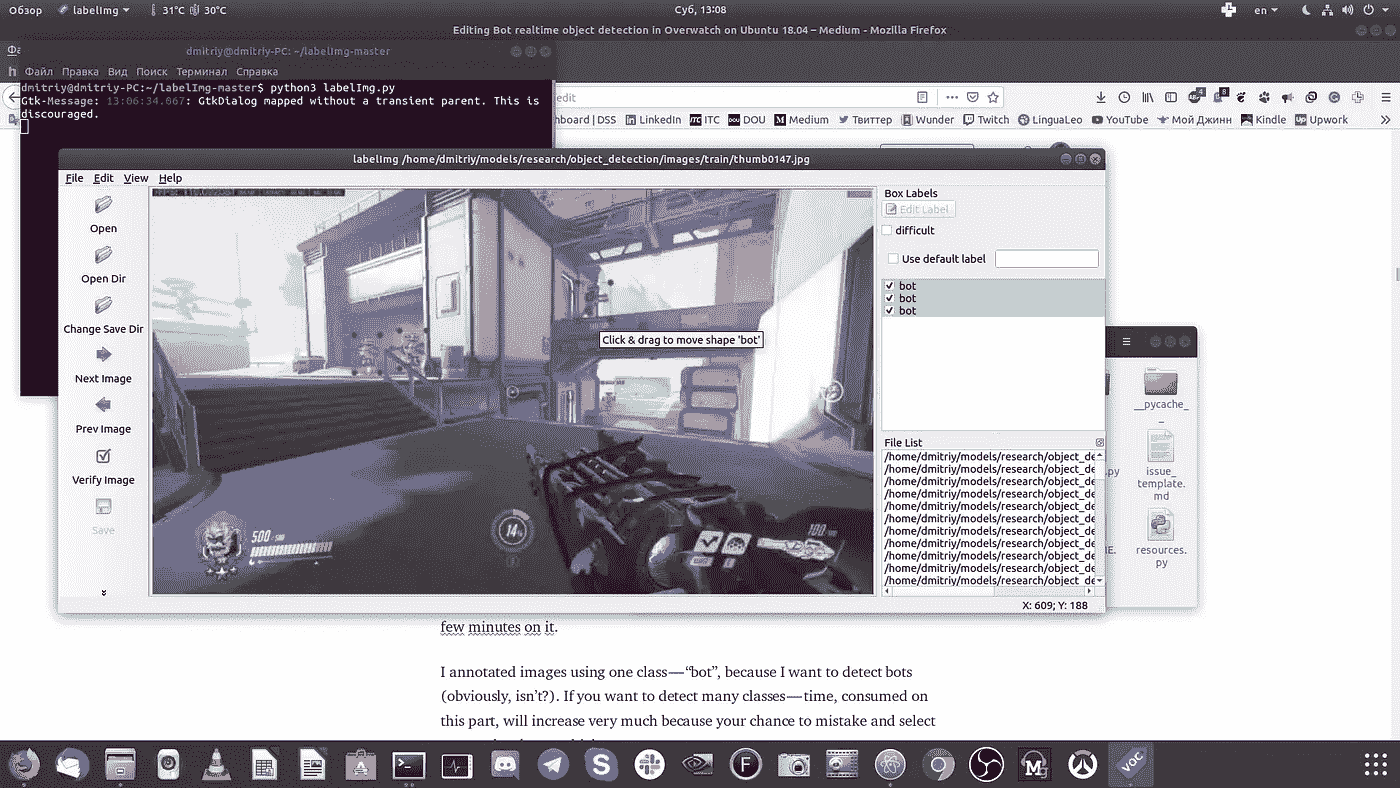 Обзор labelImg 31°C 30°C Суб, 13:08 en
Editing Bot realtime object detection in Overwatch on Ubuntu 18.04 – Medium - Mozilla Firefox
dmitriy@dmitriy-PC: ~/labelImg-master
Файл Правка Вид Поиск Терминал Справка
dmitriy@dmitriy-PC:~/labelImg-master$ python3 labelImg.py
Gtk-Message: 13:06:34.067: GtkDialog mapped without a transient parent. This is
discouraged.
edit
4 8
hboard | DSS LinkedIn ITC DOU Medium Твиттер Wunder Twitch LinguaLeo YouTube Мой Джинн Kindle Upwork
labelImg /home/dmitriy/models/research/object_detection/images/train/thumb0147.jpg
File Edit View Help
Open
Open Dir
Change Save Dir
Next Image
Prev Image
Verify Image
Save
Click & drag to move shape 'bot'
500
14
Box Labels
Edit Label
difficult
Use default label
bot
bot
bot
File List
/home/dmitriy/models/research/object_de
/home/dmitriy/models/research/object_de
/home/dmitriy/models/research/object_de
/home/dmitriy/models/research/object_de
/home/dmitriy/models/research/object_de
/home/dmitriy/models/research/object_de
/home/dmitriy/models/research/object_de
/home/dmitriy/models/research/object_de
/home/dmitriy/models/research/object_de
/home/dmitriy/models/research/object_de
/home/dmitriy/models/research/object_de
X: 609; Y: 188
__pycache_
_
.py
issue_
template.
md
E.
resources.
py
few minutes on it.
I annotated images using one class — “bot”, because I want to detect bots
(obviously, isn’t?). If you want to detect many classes — time, consumed on
this part, will increase very much because your chance to mistake and select
VOC